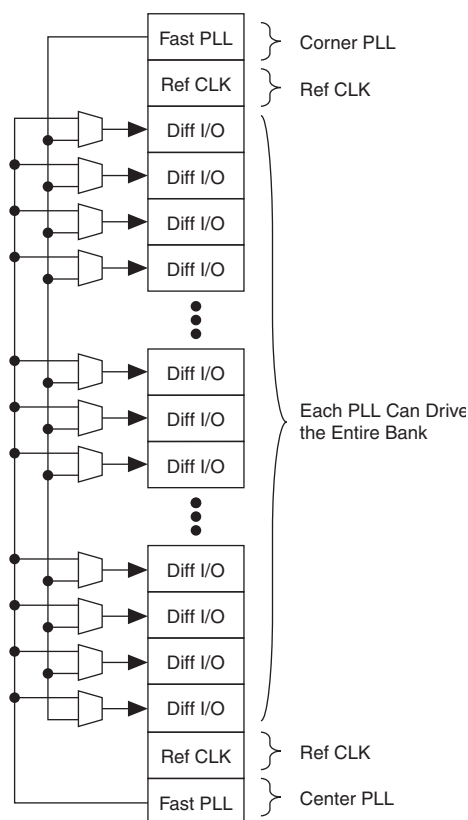 Fast PLL
Corner PLL
Ref CLK
Ref CLK
Diff I/O
Diff I/O
Diff I/O
Diff I/O
Diff I/O
Diff I/O
Diff I/O
Each PLL Can Drive
the Entire Bank
Diff I/O
Diff I/O
Diff I/O
Diff I/O
Ref CLK
Ref CLK
Fast PLL
Center PLL